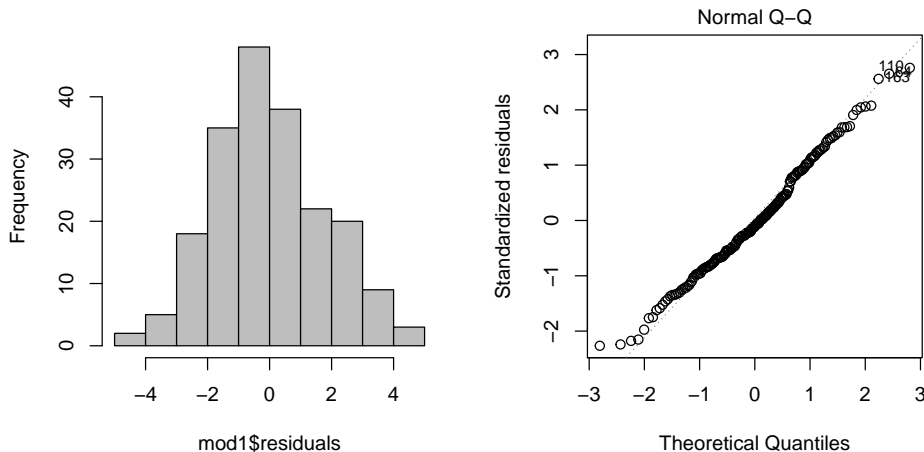 Frequency
0 10 20 30 40
−4 −2 0 2 4
mod1$residuals
Normal Q−Q
Standardized residuals
−2 −1 0 1 2 3
−3 −2 −1 0 1 2 3
Theoretical Quantiles
110
163